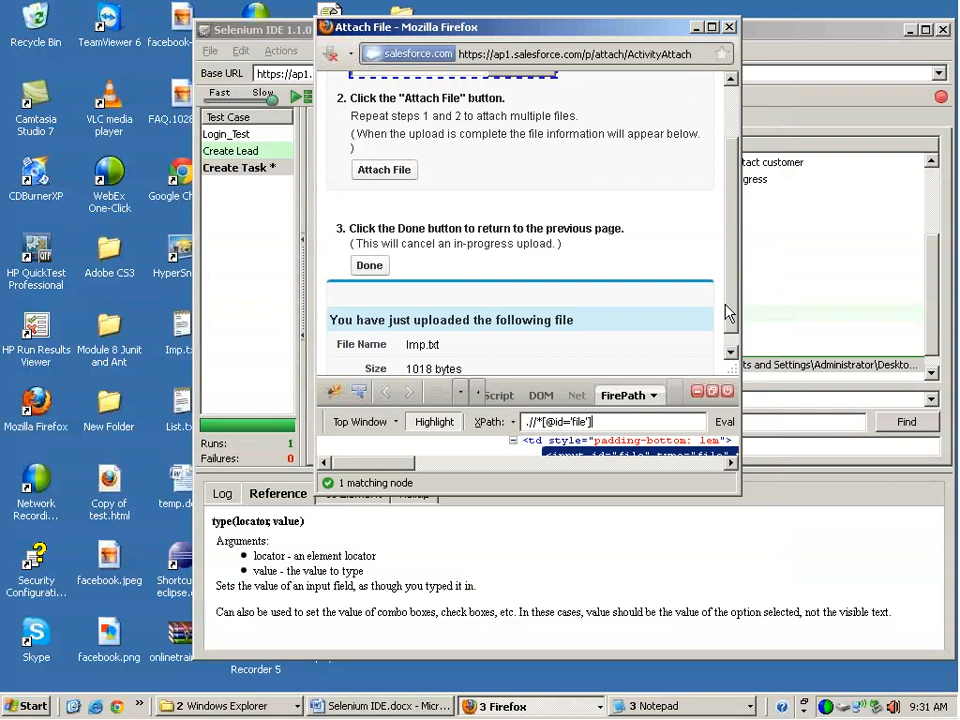 Recycle Bin
TeamViewer 6
facebook-
Selenium IDE 1.1.0
File Edit Actions
Base URL https://ap1.
Fast Slow
Test Case
Login_Test
Create Lead
Create Task *
Runs: 1
Failures: 0
Attach File - Mozilla Firefox
salesforce.com https://ap1.salesforce.com/p/attach/ActivityAttach
2. Click the "Attach File" button.
Repeat steps 1 and 2 to attach multiple files.
(When the upload is complete the file information will appear below.
)
Attach File
3. Click the Done button to return to the previous page.
(This will cancel an in-progress upload. )
Done
You have just uploaded the following file
File Name Imp.txt
Size 1018 bytes
Script DOM Net FirePath
Top Window Highlight XPath: .//*[@id='file'] Eval
<td style="padding-bottom: 1em">
<input id="file" type="file"
1 matching node
tact customer
gress
ts and Settings\Administrator\Deskto...
Find
Camtasia
Studio 7
VLC media
player
FAQ.1028
CDBurnerXP
WebEx
One-Click
Google Ch
HP QuickTest
Professional
Adobe CS3
HyperSn
HP Run Results
Viewer
Module 8 Junit
and Ant
Imp.tx
Mozilla Firefox
New Folder
List.tx
Network
Recordi...
Copy of
test.html
temp.do
Security
Configurati...
facebook.jpeg
Shortcu
eclipse.
Skype
facebook.png
onlinetrain
Recorder 5
Log Reference
type(locator, value)
Arguments:
locator - an element locator
value - the value to type
Sets the value of an input field, as though you typed it in.
Can also be used to set the value of combo boxes, check boxes, etc. In these cases, value should be the value of the option selected, not the visible text.
Start
2 Windows Explorer
Selenium IDE.docx - Micr...
3 Firefox
3 Notepad
9:31 AM